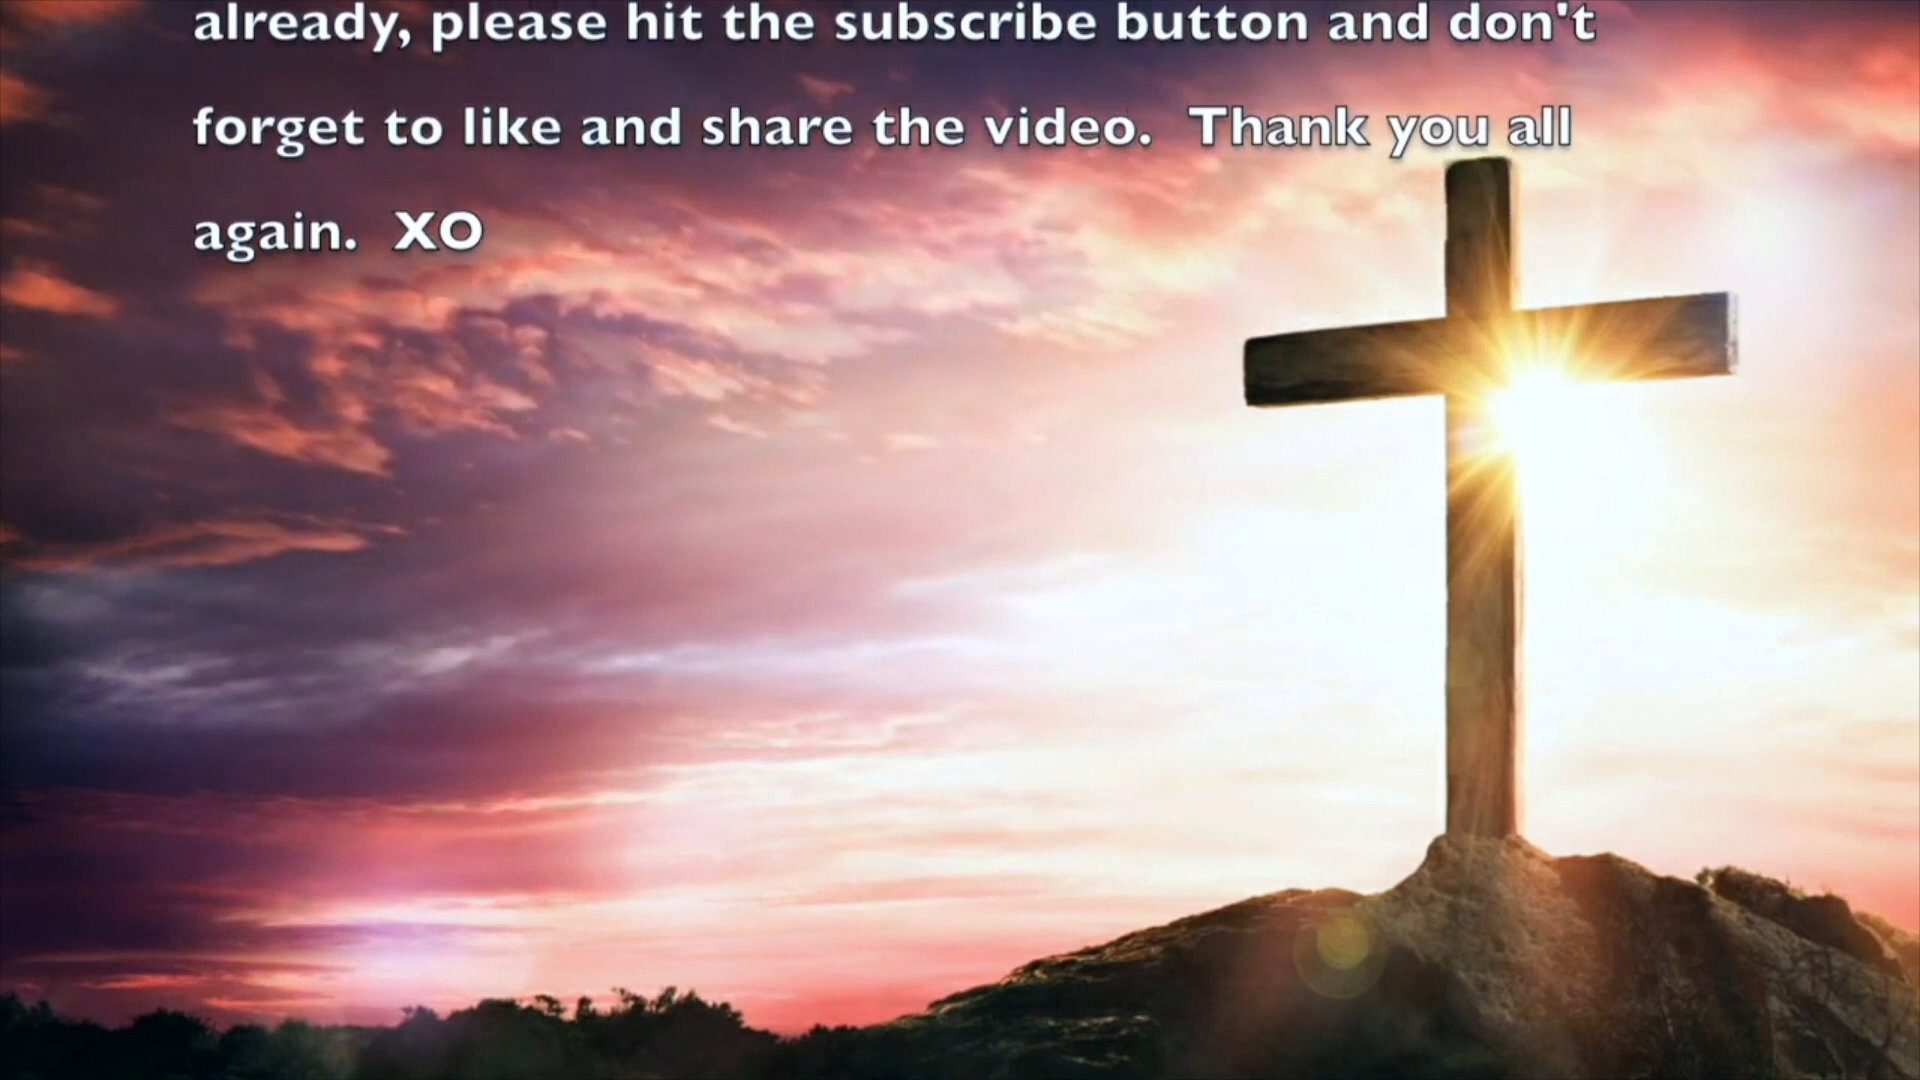 already, please hit the subscribe button and don't
forget to like and share the video.  Thank you all
again.  XO